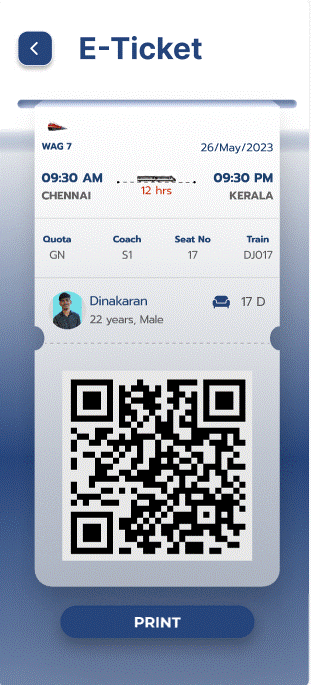 E-Ticket
WAG 7 26/May/2023
09:30 AM 09:30 PM
CHENNAI 12 hrs KERALA
Quota Coach Seat No Train
GN S1 17 DJ017
Dinakaran 17 D
22 years, Male
PRINT